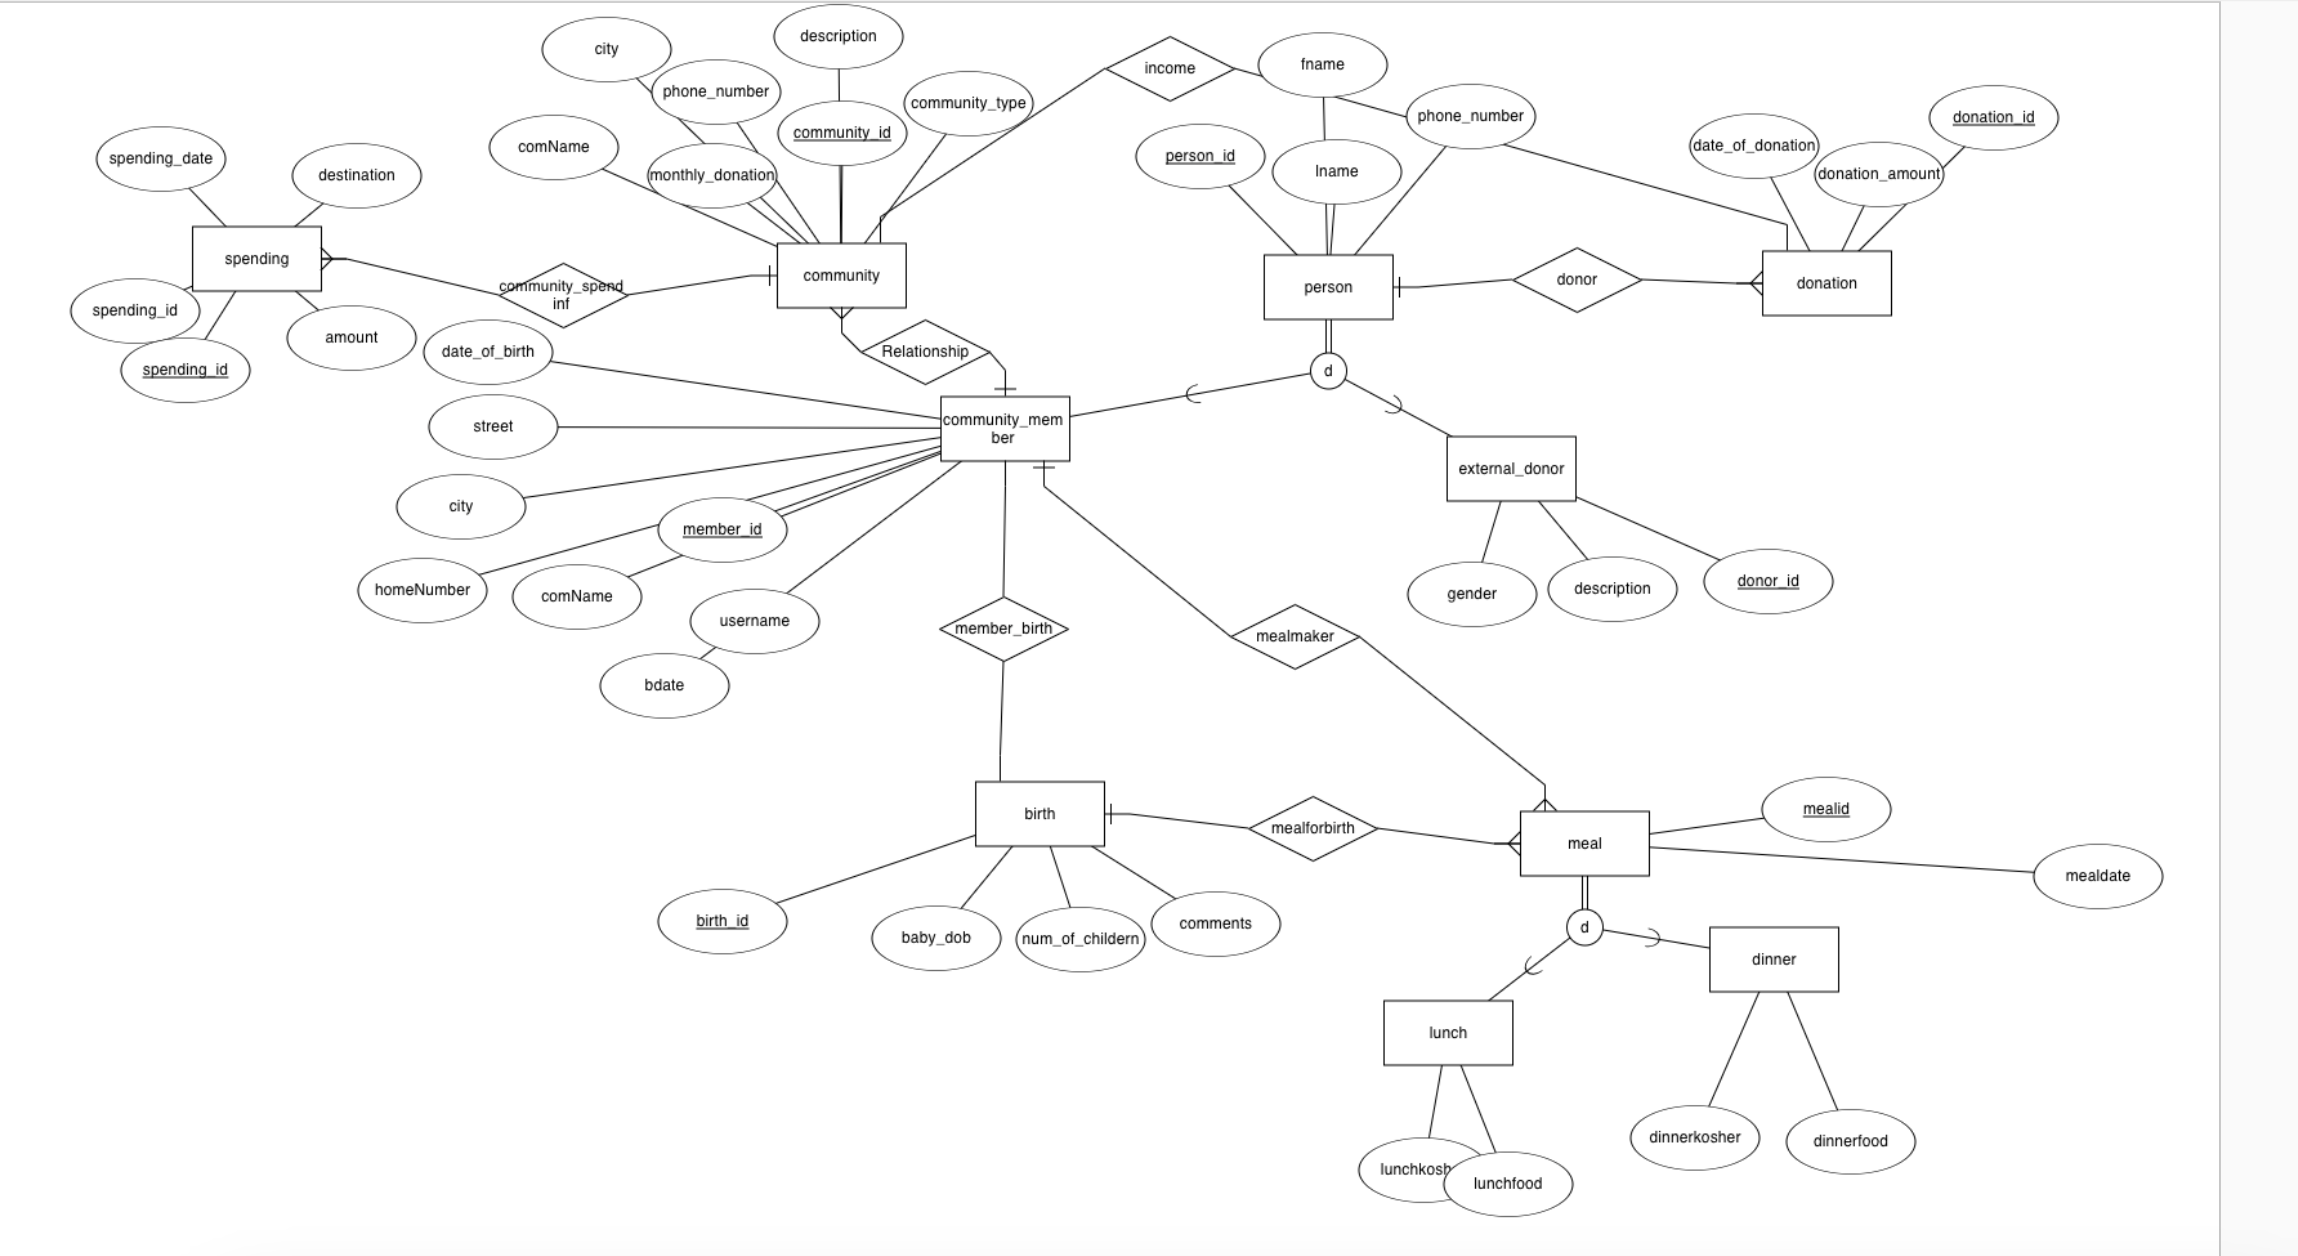 description
city
fname
income
phone_number
community_type
phone_number
donation_id
community_id
date_of_donation
comName
person_id
spending_date
lname
donation_amount
destination
monthly_donation
spending
community
donor
donation
person
community_spend
inf
spending_id
amount
date_of_birth
Relationship
spending_id
d
community_mem
ber
street
external_donor
city
member_id
donor_id
homeNumber
comName
gender
description
username
member_birth
mealmaker
bdate
mealid
birth
mealforbirth
meal
mealdate
birth_id
baby_dob
num_of_childern
comments
d
dinner
lunch
dinnerkosher
dinnerfood
lunchkosh
lunchfood